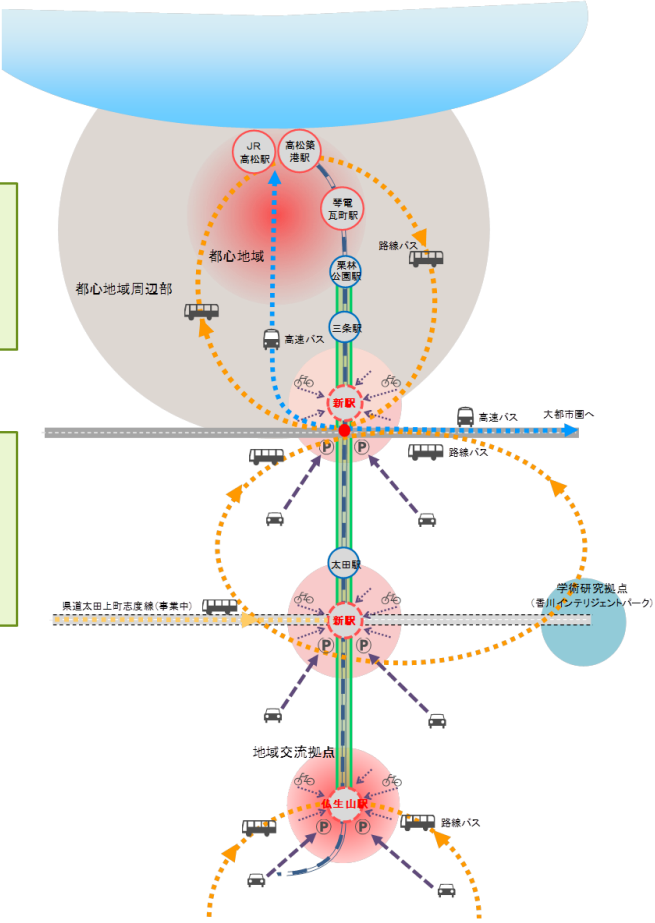 JR
高松駅
高松築
港駅
琴電
瓦町駅
路線バス
都心地域
栗林
公園駅
都心地域周辺部
三条駅
高速バス
新駅
高速バス
大都市圏へ
P
P
路線バス
太田駅
学術研究拠点
(香川インテリジェントパーク)
県道太田上町志度線(事業中)
新駅
P
P
地域交流拠点
仏生山駅
路線バス
P
P